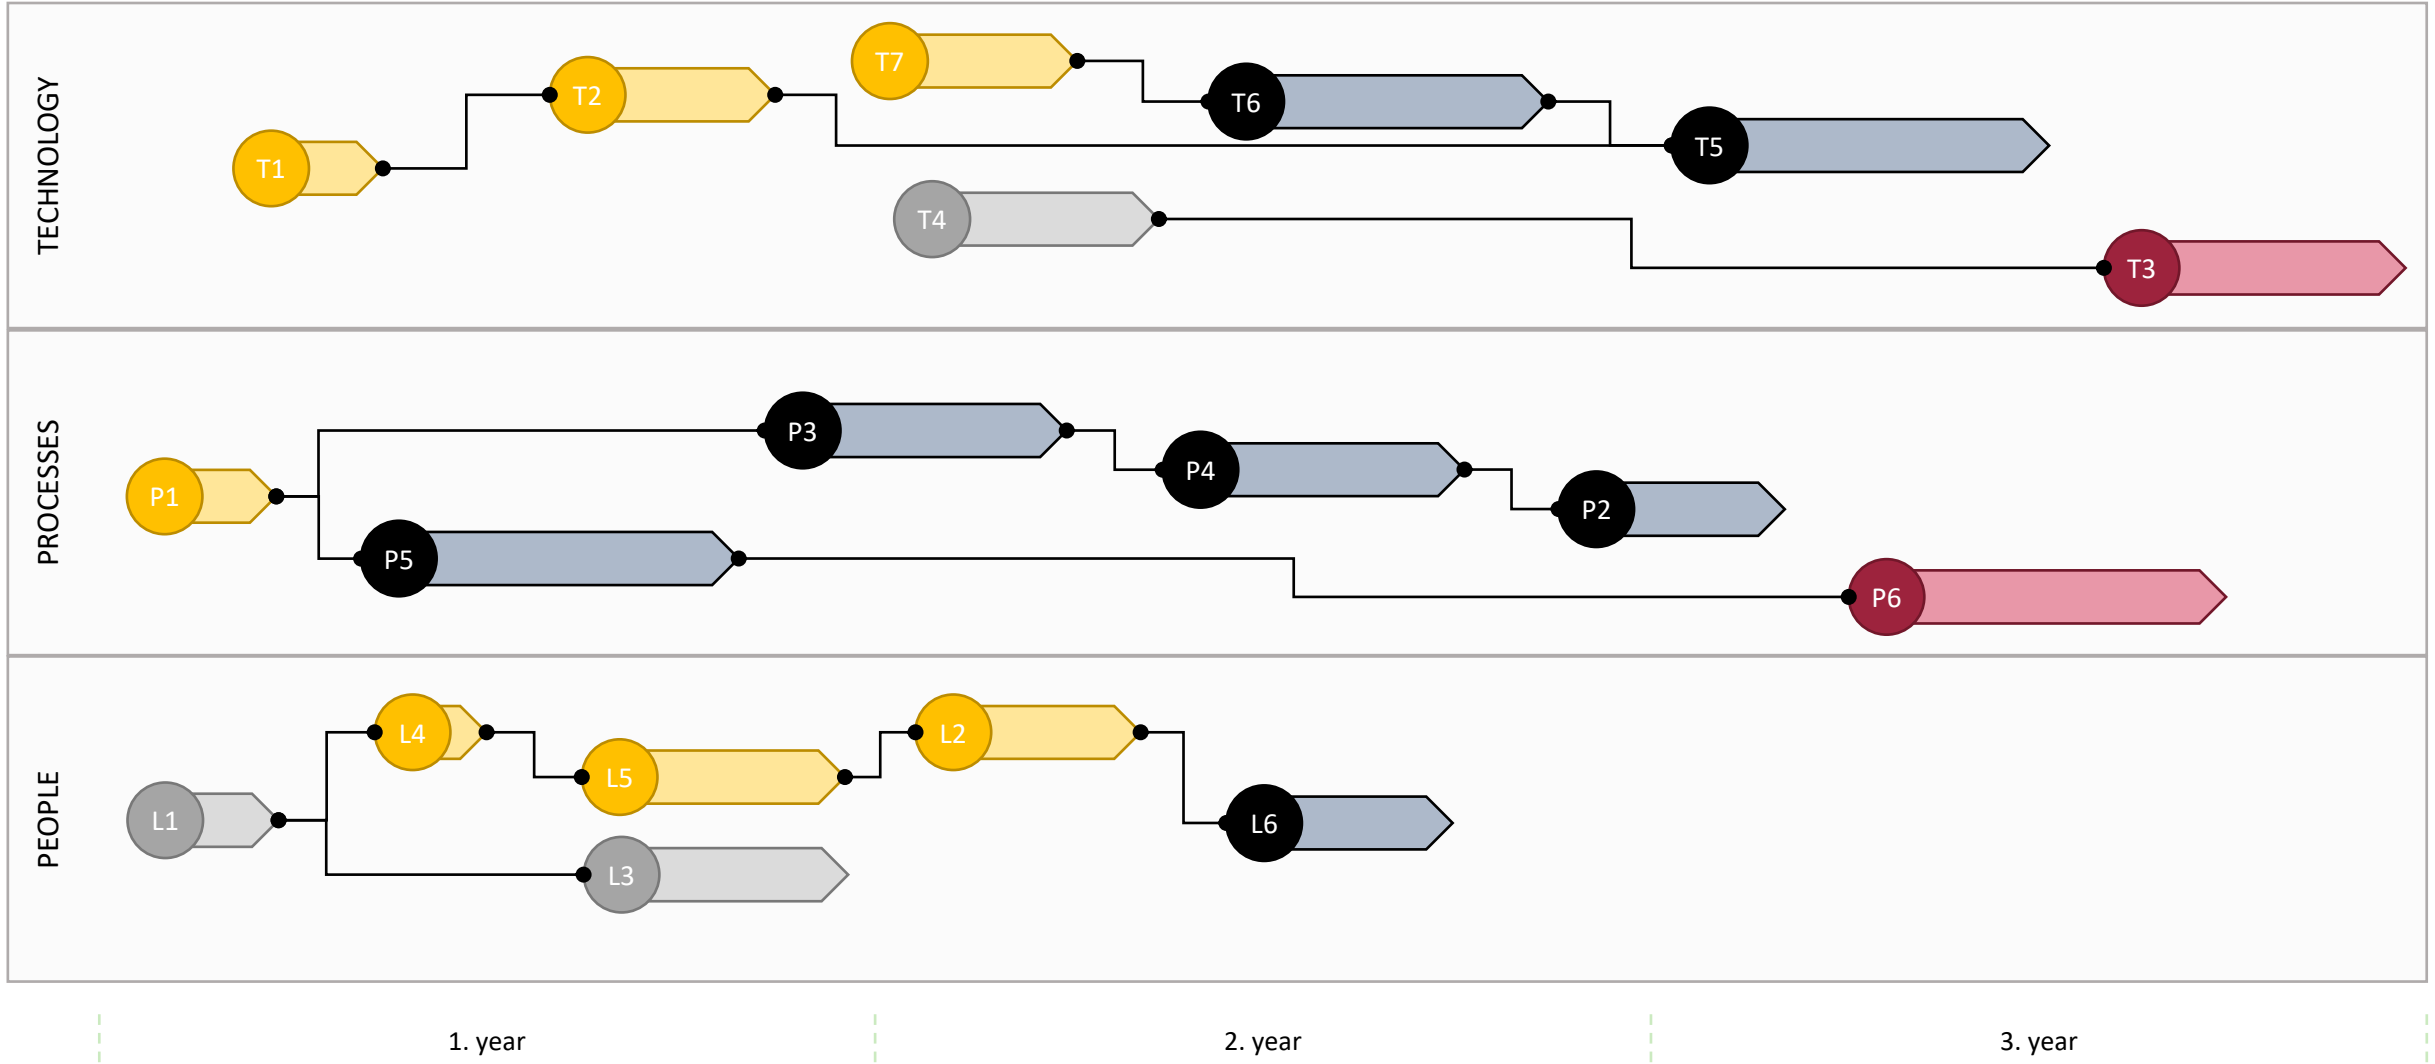 TECHNOLOGY
T7
T2
T6
T1
T5
T4
T3
PROCESSES
P3
P4
P1
P2
P5
P6
PEOPLE
L4
L2
L5
L1
L6
L3
1. year
2. year
3. year